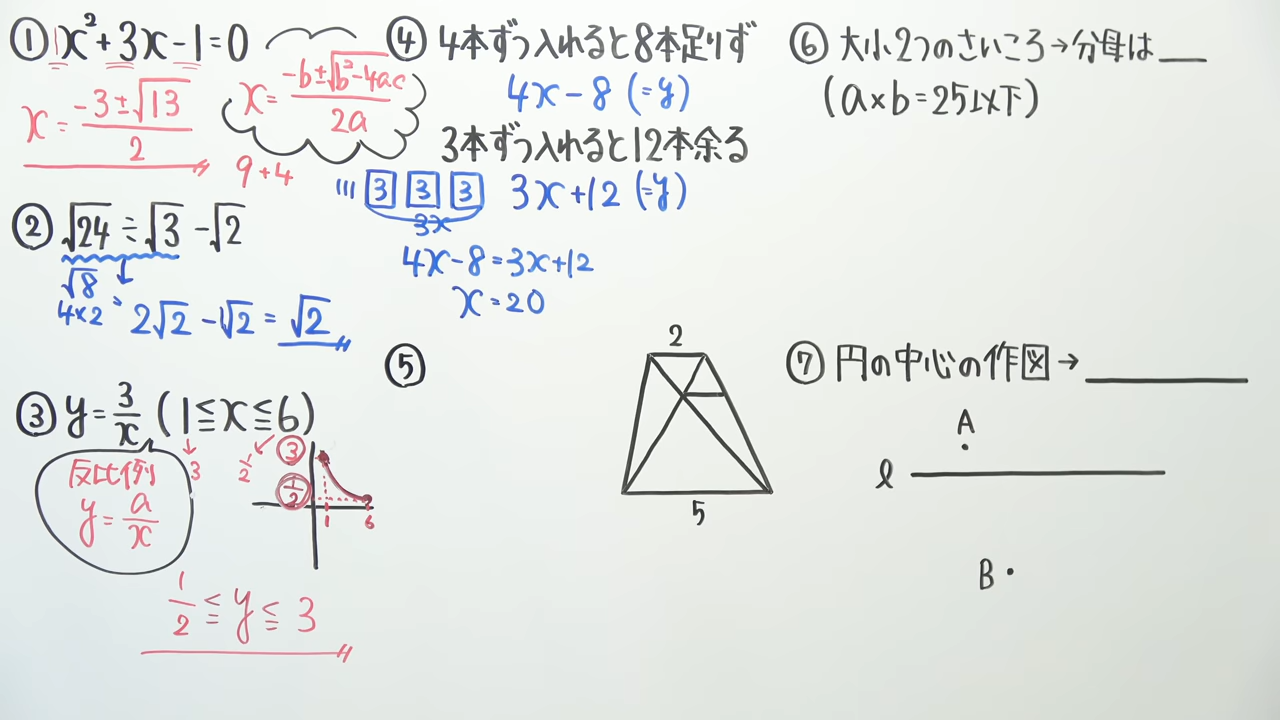 ① 1x²+3x-1=0
x=(-3±√13)/2
x=(-b±√(b²-4ac))/2a
9+4
② √24÷√3-√2
√8
4×2
2√2-1√2=√2
③ y=3/x (1≦x≦6)
3
1/2
反比例
y=a/x
3
1/2
1
6
1/2≦y≦3
④ 4本ずつ入れると8本足りず
4x-8(=y)
3本ずつ入れると12本余る
3 3 3
3x
3x+12(=y)
4x-8=3x+12
x=20
⑤
2
5
⑥ 大小2つのさいころ→分母は
(a×b=25以下)
⑦ 円の中心の作図→
A
ℓ
B